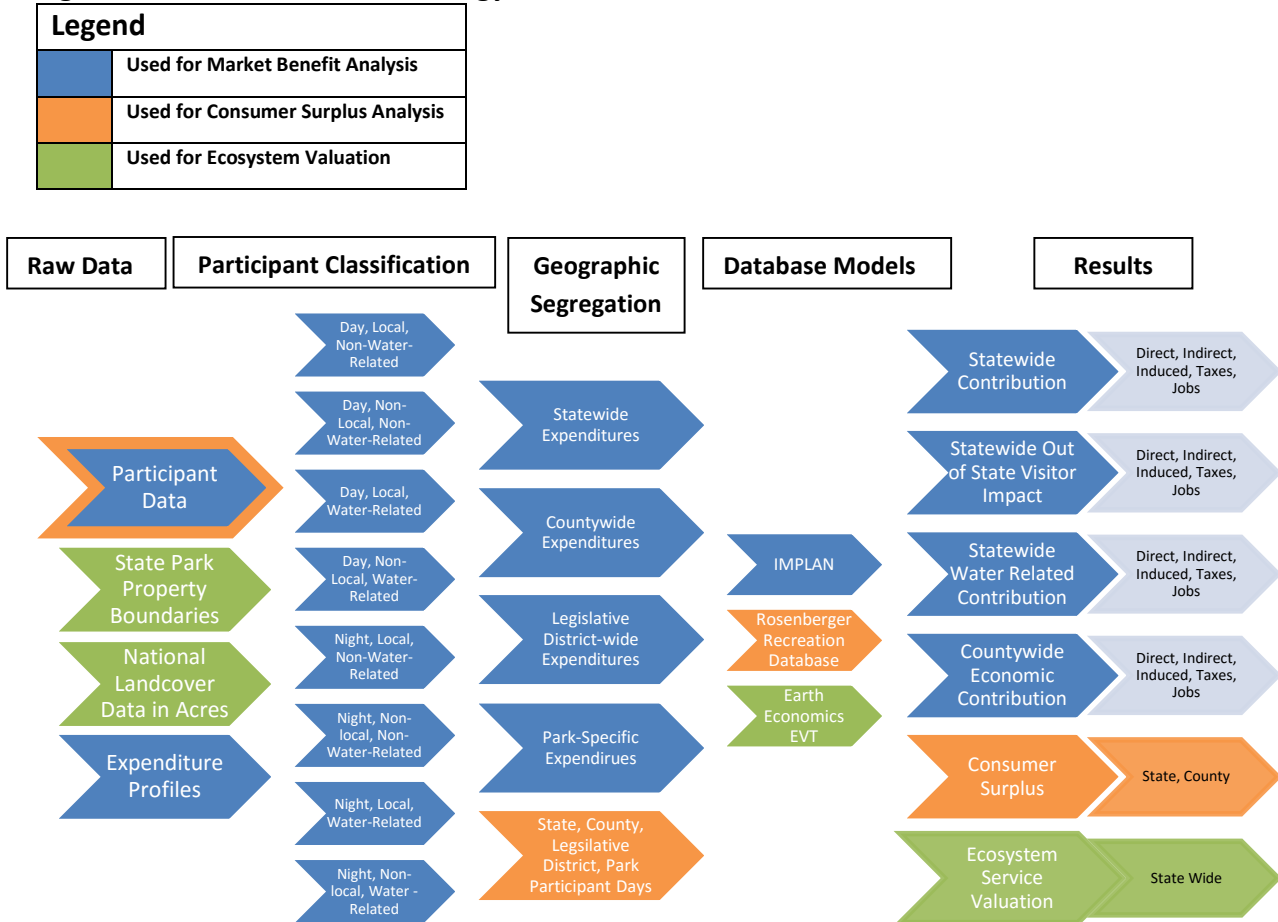 Legend
Used for Market Benefit Analysis
Used for Consumer Surplus Analysis
Used for Ecosystem Valuation
Raw Data
Participant Classification
Geographic
Segregation
Database Models
Results
Participant
Data
State Park
Property
Boundaries
National
Landcover
Data in Acres
Expenditure
Profiles
Day, Local,
Non-Water-
Related
Day, Non-
Local, Non-
Water-Related
Day, Local,
Water-Related
Day, Non-
Local, Water-
Related
Night, Local,
Non-Water-
Related
Night, Non-
local, Non-
Water-Related
Night, Local,
Water-Related
Night, Non-
local, Water -
Related
Statewide
Expenditures
Countywide
Expenditures
Legislative
District-wide
Expenditures
Park-Specific
Expendirues
State, County,
Legsilative
District, Park
Participant Days
IMPLAN
Rosenberger
Recreation
Database
Earth
Economics
EVT
Statewide
Contribution
Direct, Indirect,
Induced, Taxes,
Jobs
Statewide Out
of State Visitor
Impact
Direct, Indirect,
Induced, Taxes,
Jobs
Statewide
Water Related
Contribution
Direct, Indirect,
Induced, Taxes,
Jobs
Countywide
Economic
Contribution
Direct, Indirect,
Induced, Taxes,
Jobs
Consumer
Surplus
State, County
Ecosystem
Service
Valuation
State Wide